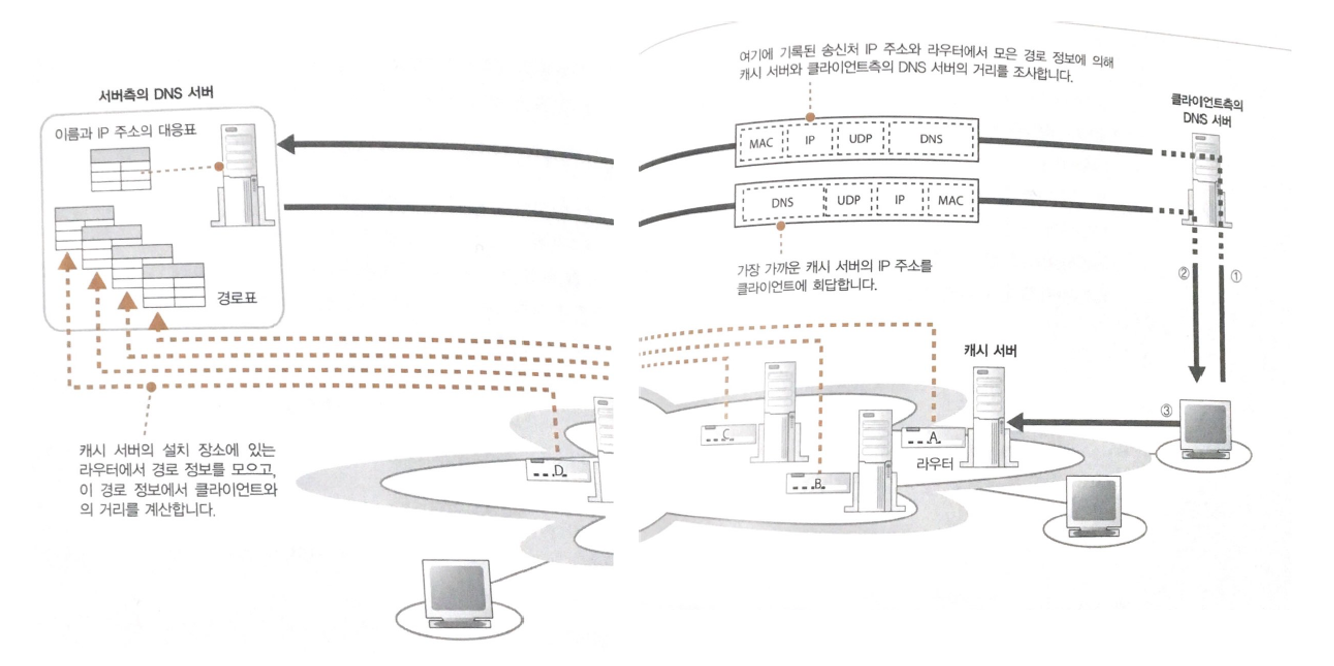 서버측의 DNS 서버
이름과 IP 주소의 대응표
경로표
캐시 서버의 설치 장소에 있는
라우터에서 경로 정보를 모으고,
이 경로 정보에서 클라이언트와
의 거리를 계산합니다.
D
여기에 기록된 송신처 IP 주소와 라우터에서 모은 경로 정보에 의해
캐시 서버와 클라이언트측의 DNS 서버의 거리를 조사합니다.
클라이언트측의
DNS 서버
MAC IP UDP DNS
DNS UDP IP MAC
가장 가까운 캐시 서버의 IP 주소를
클라이언트에 회답합니다.
② ①
캐시 서버
③
C
A
라우터
B